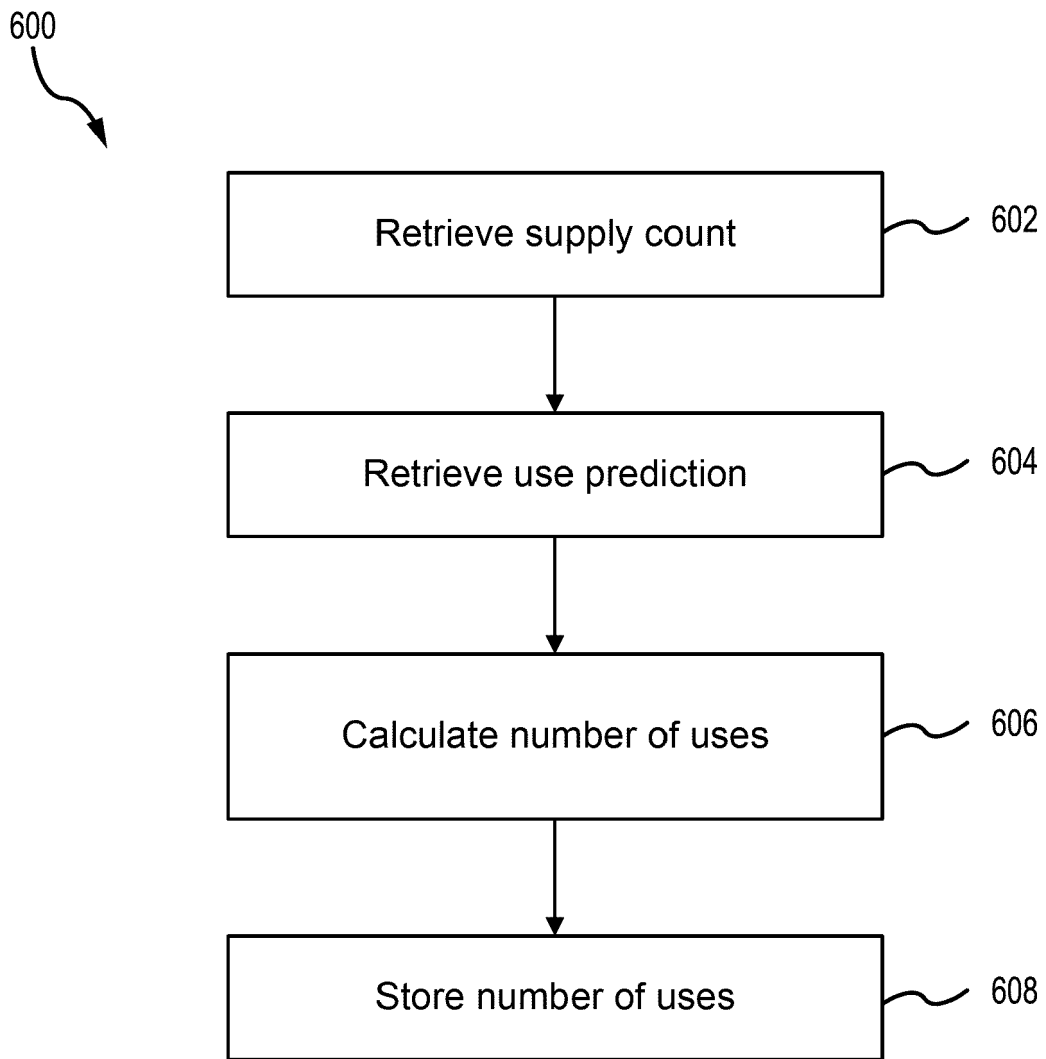 600
Retrieve supply count
602
Retrieve use prediction
604
Calculate number of uses
606
Store number of uses
608